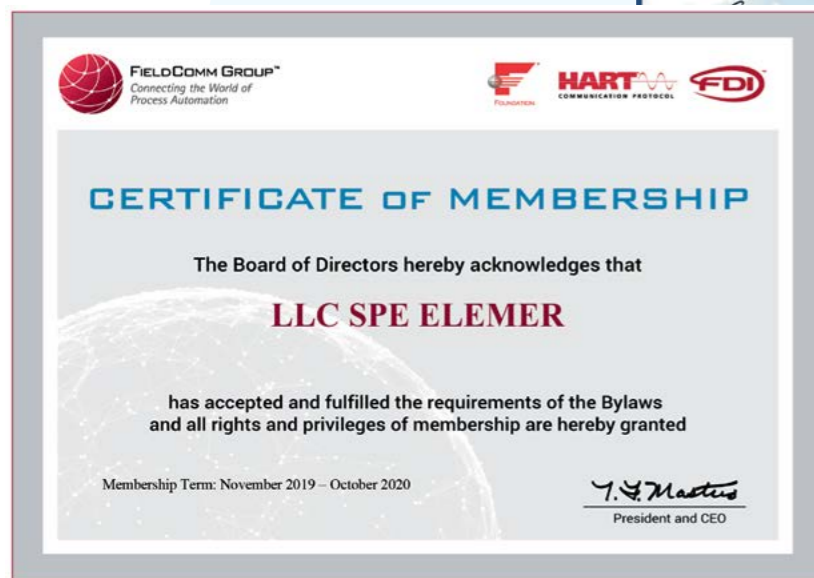 FIELDCOMM GROUP™
Connecting the World of
Process Automation
FOUNDATION
HART
COMMUNICATION PROTOCOL
FDI
CERTIFICATE OF MEMBERSHIP
The Board of Directors hereby acknowledges that
LLC SPE ELEMER
has accepted and fulfilled the requirements of the Bylaws
and all rights and privileges of membership are hereby granted
Membership Term: November 2019 – October 2020
President and CEO